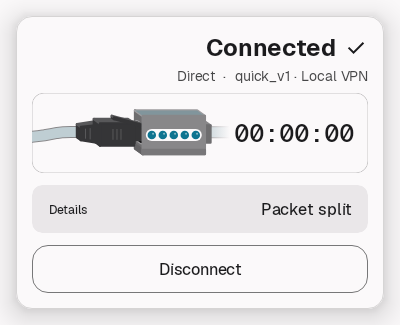 Connected ✓
Direct · quick_v1 · Local VPN
00:00:00
Details Packet split
Disconnect